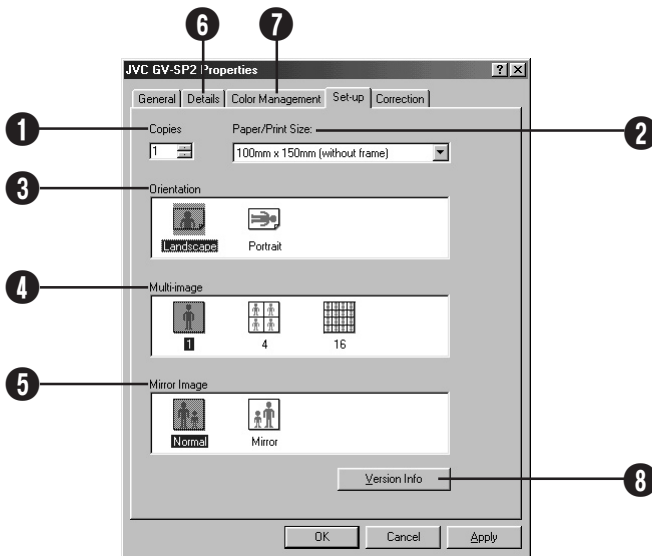 6 7
JVC GV-SP2 Properties
General Details Color Management Set-up Correction
1 Copies Paper/Print Size: 2
1 100mm x 150mm (without frame)
3 Orientation
Landscape Portrait
4 Multi-image
1 4 16
5 Mirror Image
Normal Mirror
Version Info 8
OK Cancel Apply